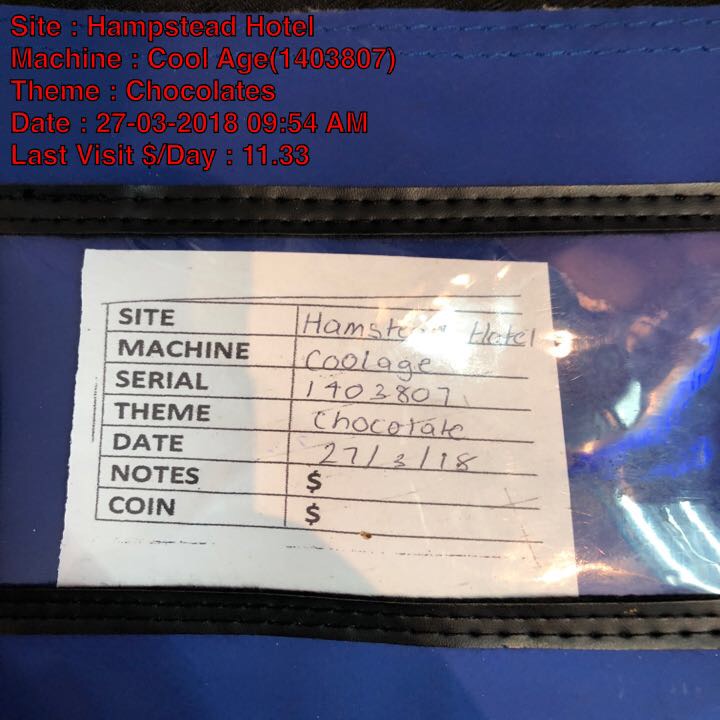 Site : Hampstead Hotel
Machine : Cool Age(1403807)
Theme : Chocolates
Date : 27-03-2018 09:54 AM
Last Visit $/Day : 11.33
SITE Hotel
MACHINE Coolage
SERIAL 1403807
THEME Chocolate
DATE 27/3/18
NOTES $
COIN $